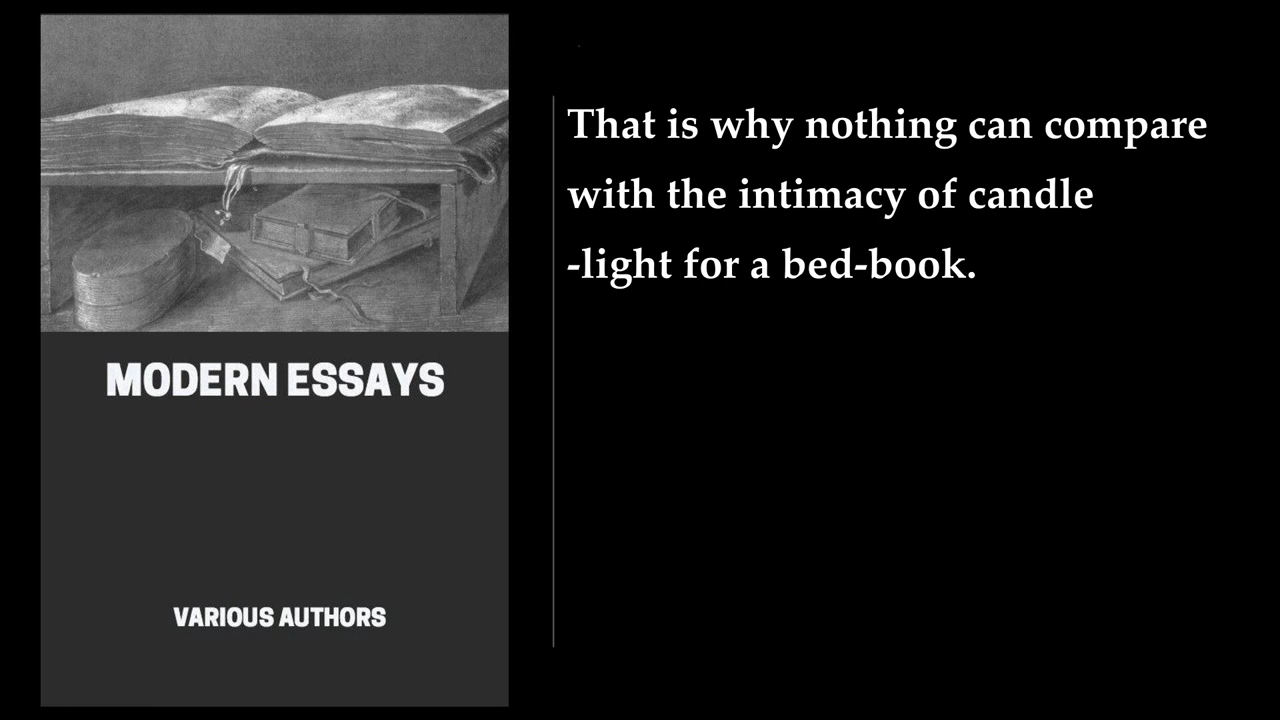 MODERN ESSAYS
VARIOUS AUTHORS
That is why nothing can compare
with the intimacy of candle
-light for a bed-book.